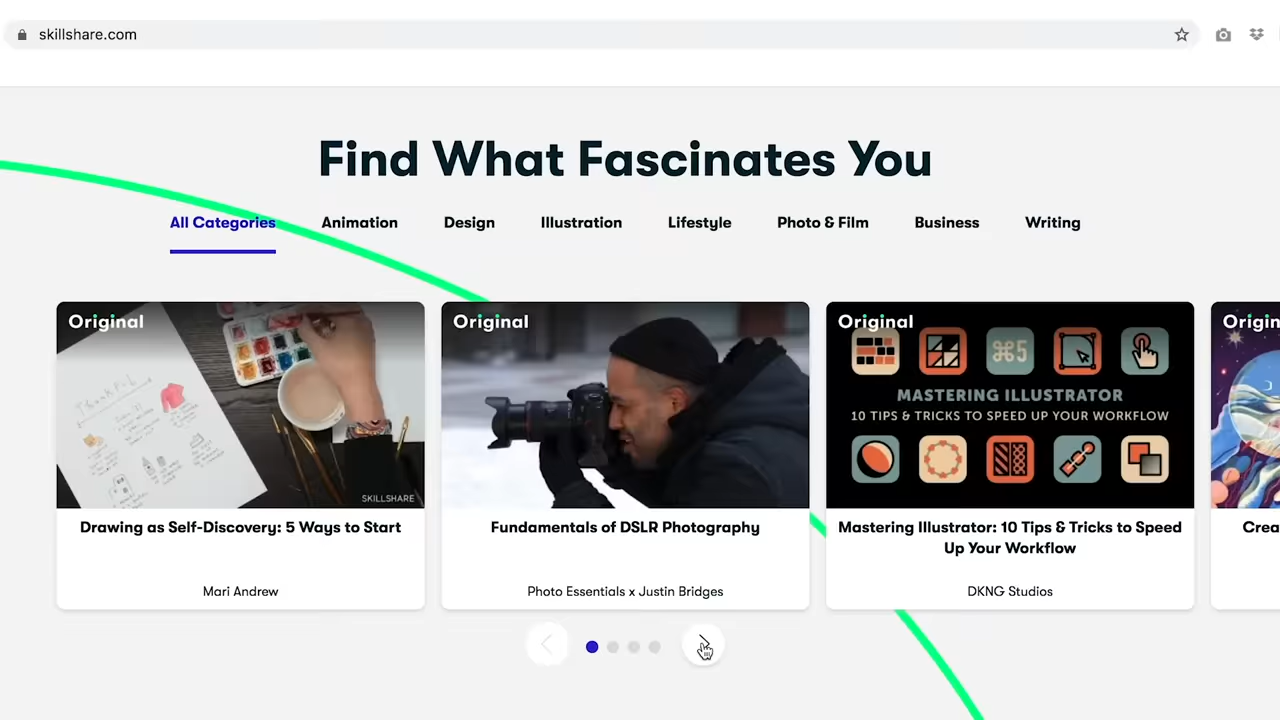 skillshare.com
Find What Fascinates You
All Categories Animation Design Illustration Lifestyle Photo & Film Business Writing
Original
THANKFUL
SKILLSHARE
Drawing as Self-Discovery: 5 Ways to Start
Mari Andrew
Original
Fundamentals of DSLR Photography
Photo Essentials x Justin Bridges
Original
⌘5
MASTERING ILLUSTRATOR
10 TIPS & TRICKS TO SPEED UP YOUR WORKFLOW
Mastering Illustrator: 10 Tips & Tricks to Speed
Up Your Workflow
DKNG Studios